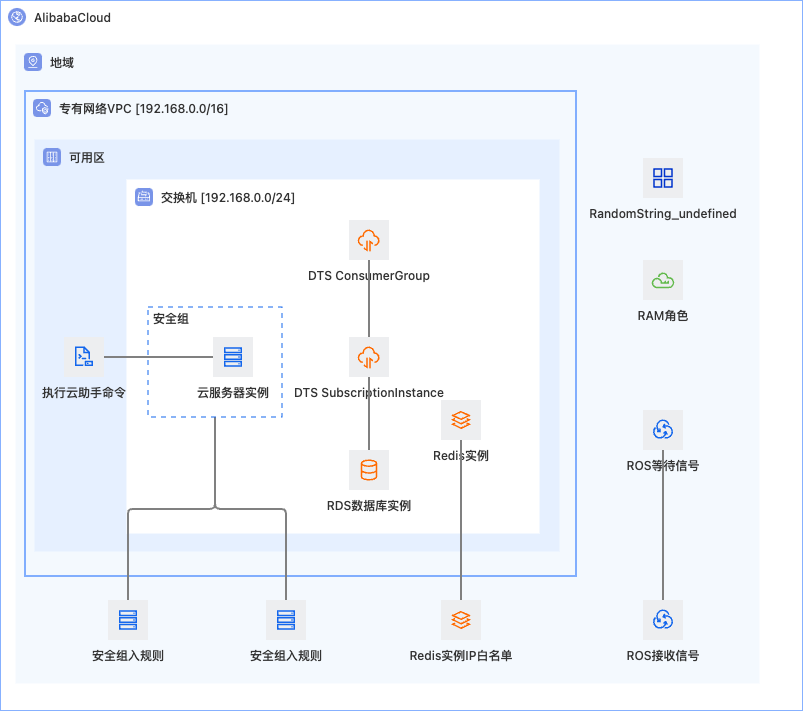 AlibabaCloud
地域
专有网络VPC [192.168.0.0/16]
可用区
交换机 [192.168.0.0/24]
RandomString_undefined
DTS ConsumerGroup
RAM角色
安全组
执行云助手命令
云服务器实例
DTS SubscriptionInstance
Redis实例
ROS等待信号
RDS数据库实例
安全组入规则
安全组入规则
Redis实例IP白名单
ROS接收信号